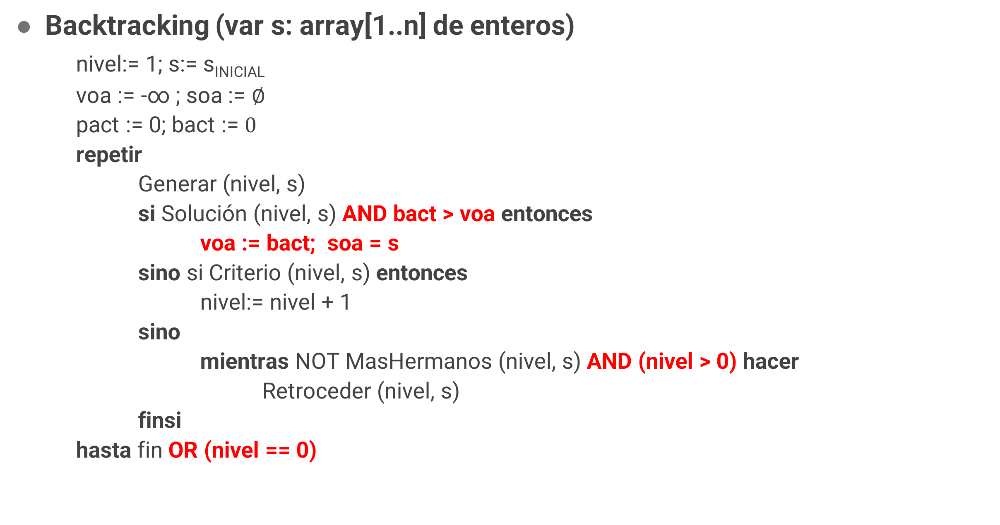 ● Backtracking (var s: array[1..n] de enteros)
nivel:= 1; s:= sINICIAL
voa := -∞ ; soa := ∅
pact := 0; bact := 0
repetir
Generar (nivel, s)
si Solución (nivel, s) AND bact > voa entonces
voa := bact; soa = s
sino si Criterio (nivel, s) entonces
nivel:= nivel + 1
sino
mientras NOT MasHermanos (nivel, s) AND (nivel > 0) hacer
Retroceder (nivel, s)
finsi
hasta fin OR (nivel == 0)